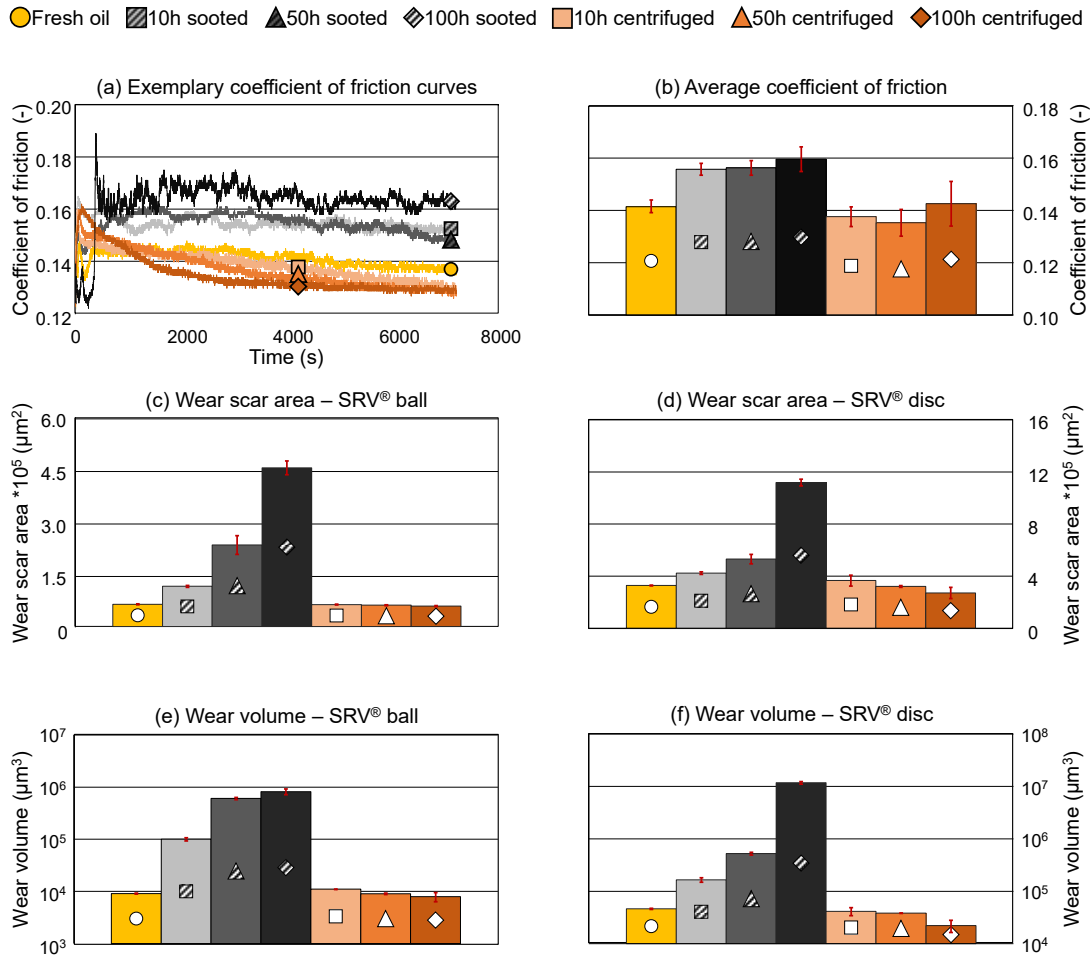 Fresh oil 10h sooted 50h sooted 100h sooted 10h centrifuged 50h centrifuged 100h centrifuged
(a) Exemplary coefficient of friction curves
Coefficient of friction (-)
0.20
0.18
0.16
0.14
0.12
0 2000 4000 6000 8000
Time (s)
(b) Average coefficient of friction
0.18
0.16
0.14
0.12
0.10
Coefficient of friction (-)
(c) Wear scar area – SRV® ball
Wear scar area *10⁵ (µm²)
6.0
4.5
3.0
1.5
0
(d) Wear scar area – SRV® disc
16
12
8
4
0
Wear scar area *10⁵ (µm²)
(e) Wear volume – SRV® ball
Wear volume (µm³)
10⁷
10⁶
10⁵
10⁴
10³
(f) Wear volume – SRV® disc
10⁸
10⁷
10⁶
10⁵
10⁴
Wear volume (µm³)